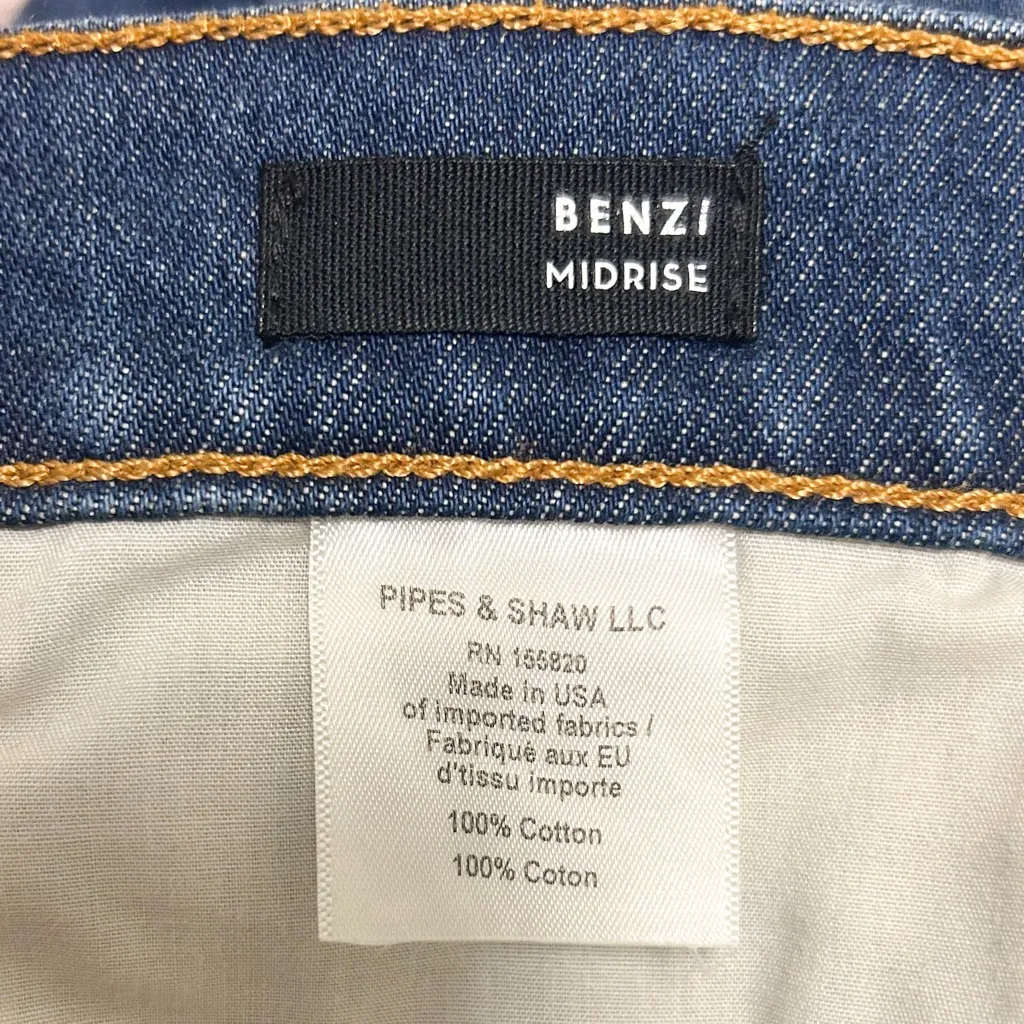 BENZI
MIDRISE
PIPES & SHAW LLC
RN 155820
Made in USA
of imported fabrics /
Fabriqué aux EU
d'tissu importe
100% Cotton
100% Coton